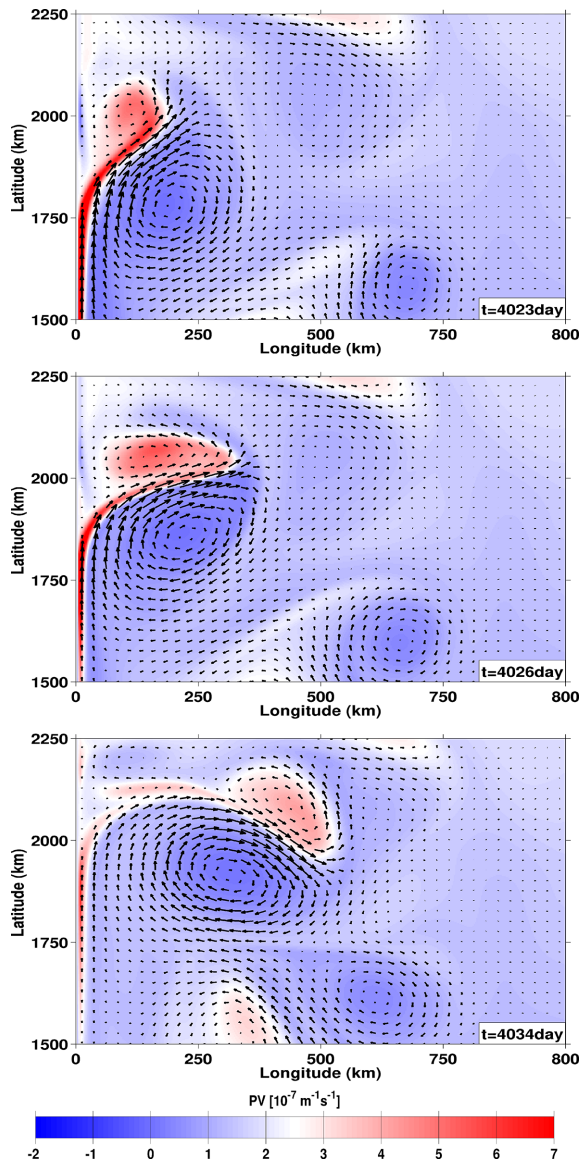 2250
2000
1750
1500
Latitude (km)
0 250 500 750 800
Longitude (km)
t=4023day
2250
2000
1750
1500
Latitude (km)
0 250 500 750 800
Longitude (km)
t=4026day
2250
2000
1750
1500
Latitude (km)
0 250 500 750 800
Longitude (km)
t=4034day
PV [10⁻⁷ m⁻¹s⁻¹]
-2 -1 0 1 2 3 4 5 6 7